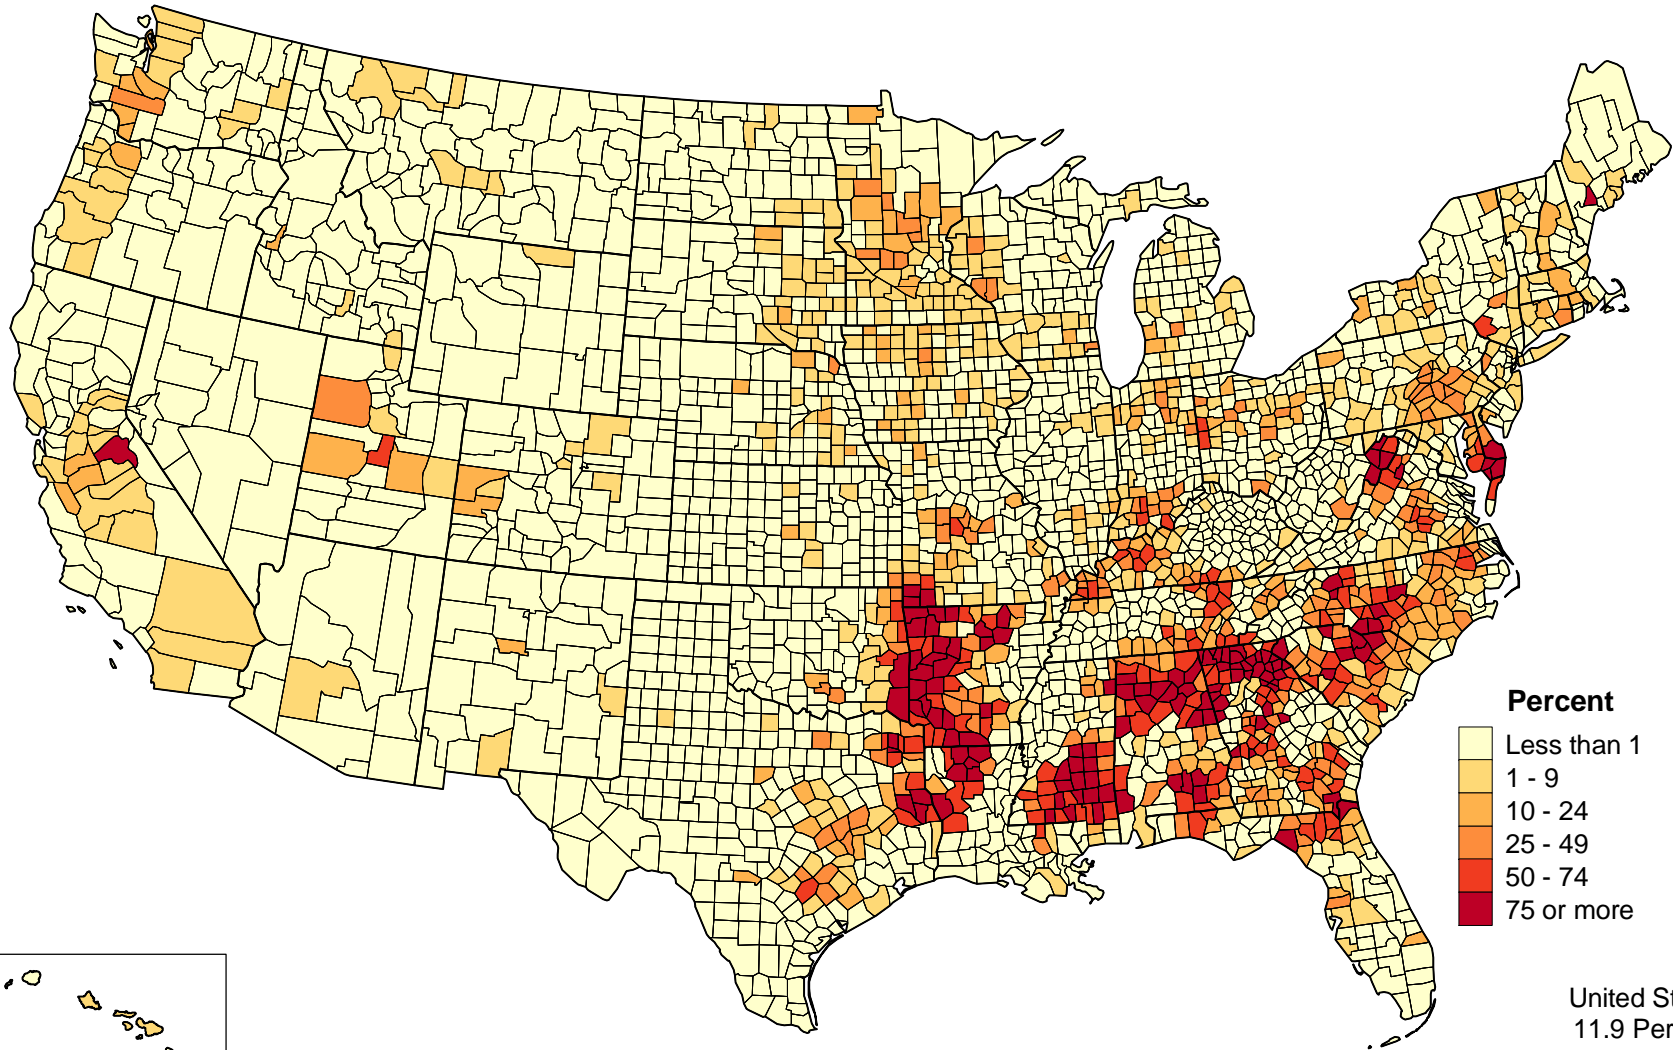 Percent
Less than 1
1 - 9
10 - 24
25 - 49
50 - 74
75 or more
United St
11.9 Per